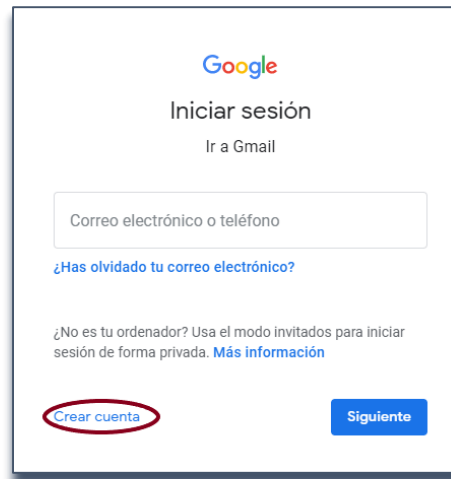 Google
Iniciar sesión
Ir a Gmail
Correo electrónico o teléfono
¿Has olvidado tu correo electrónico?
¿No es tu ordenador? Usa el modo invitados para iniciar
sesión de forma privada. Más información
Crear cuenta
Siguiente